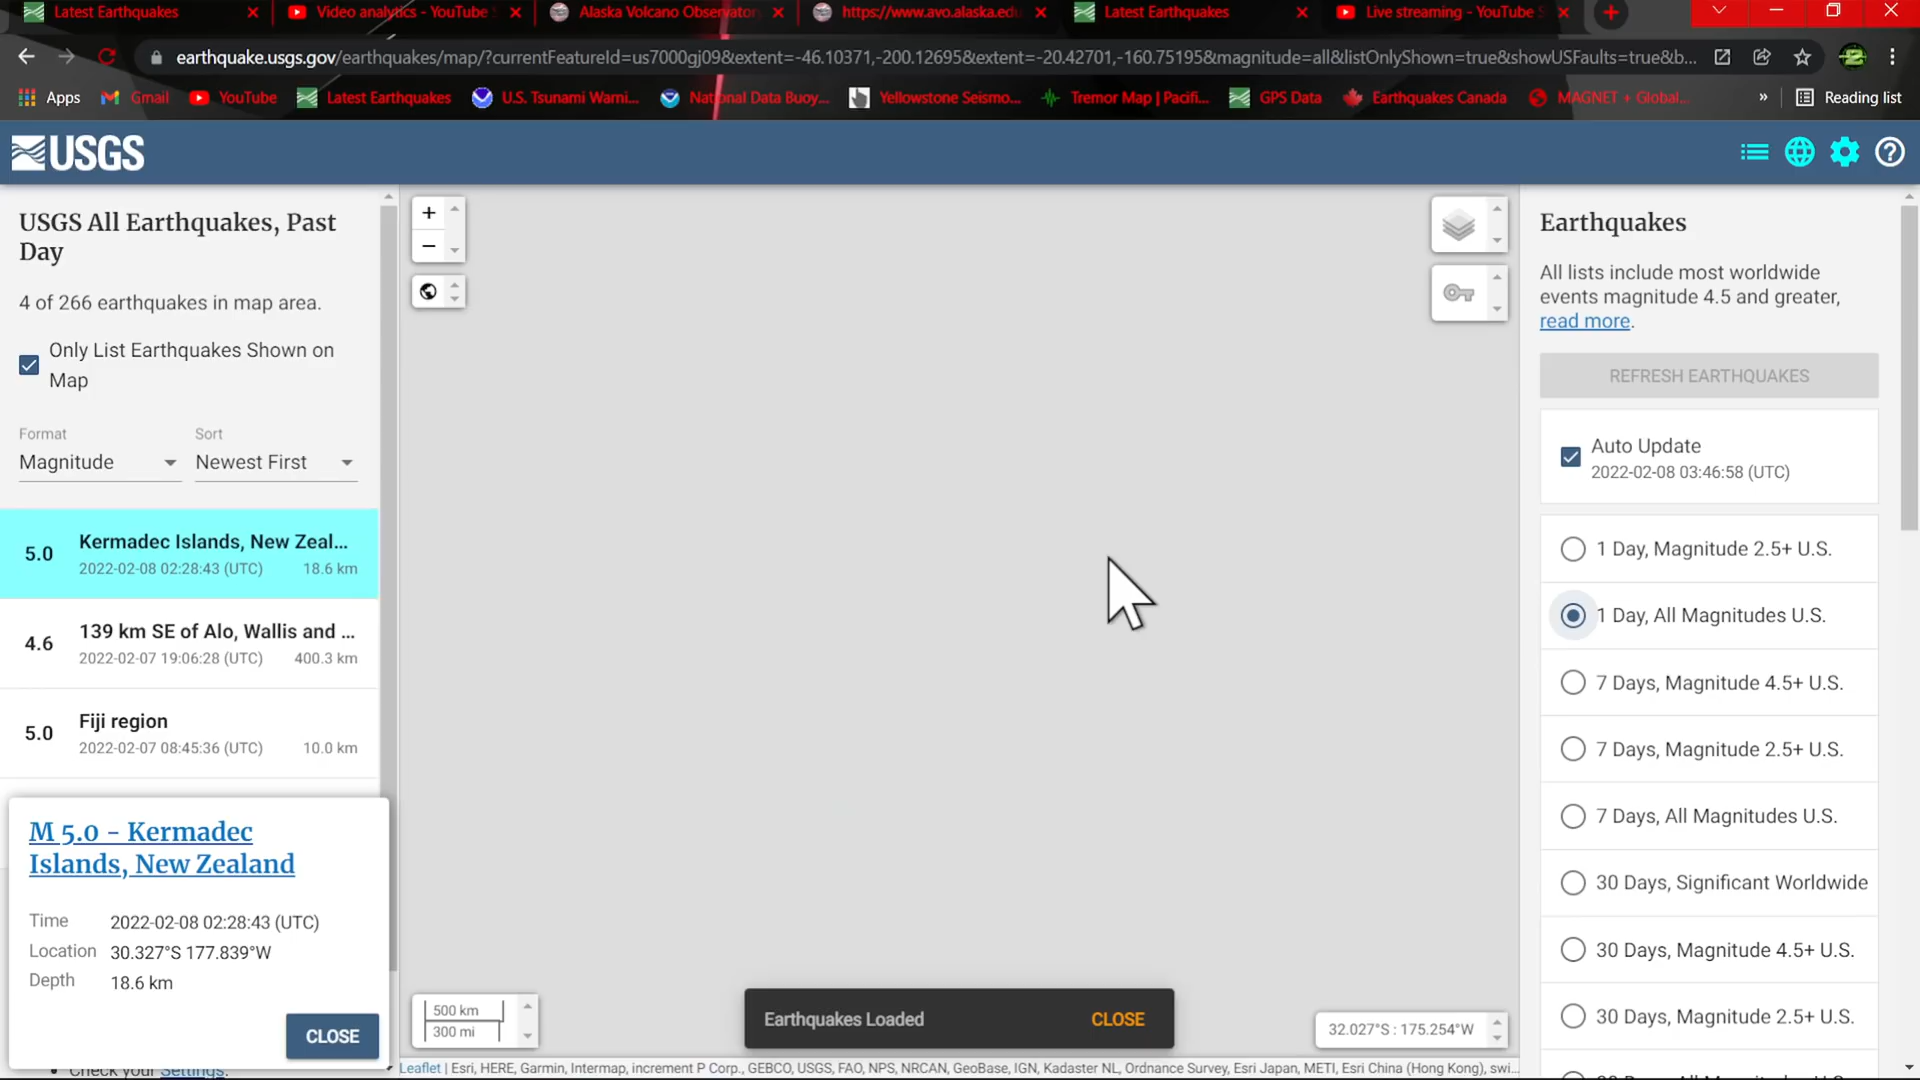 Latest Earthquakes
Video analytics - YouTube S
Alaska Volcano Observator
https://www.avo.alaska.edu
Latest Earthquakes
Live streaming - YouTube S
earthquake.usgs.gov/earthquakes/map/?currentFeatureId=us7000gj09&extent=-46.10371,-200.12695&extent=-20.42701,-160.75195&magnitude=all&listOnlyShown=true&showUSFaults=true&b...
Apps
Gmail
YouTube
Latest Earthquakes
U.S. Tsunami Warni...
National Data Buoy...
Yellowstone Seismo...
Tremor Map | Pacifi...
GPS Data
Earthquakes Canada
MAGNET + Global...
»
Reading list
USGS
USGS All Earthquakes, Past
Day
4 of 266 earthquakes in map area.
Only List Earthquakes Shown on
Map
Format
Sort
Magnitude
Newest First
5.0
Kermadec Islands, New Zeal...
2022-02-08 02:28:43 (UTC) 18.6 km
4.6
139 km SE of Alo, Wallis and ...
2022-02-07 19:06:28 (UTC) 400.3 km
5.0
Fiji region
2022-02-07 08:45:36 (UTC) 10.0 km
M 5.0 - Kermadec
Islands, New Zealand
Time 2022-02-08 02:28:43 (UTC)
Location 30.327°S 177.839°W
Depth 18.6 km
CLOSE
Check your Settings.
+
−
500 km
300 mi
Earthquakes Loaded CLOSE
32.027°S : 175.254°W
Leaflet | Esri, HERE, Garmin, Intermap, increment P Corp., GEBCO, USGS, FAO, NPS, NRCAN, GeoBase, IGN, Kadaster NL, Ordnance Survey, Esri Japan, METI, Esri China (Hong Kong), swi...
Earthquakes
All lists include most worldwide
events magnitude 4.5 and greater,
read more.
REFRESH EARTHQUAKES
Auto Update
2022-02-08 03:46:58 (UTC)
1 Day, Magnitude 2.5+ U.S.
1 Day, All Magnitudes U.S.
7 Days, Magnitude 4.5+ U.S.
7 Days, Magnitude 2.5+ U.S.
7 Days, All Magnitudes U.S.
30 Days, Significant Worldwide
30 Days, Magnitude 4.5+ U.S.
30 Days, Magnitude 2.5+ U.S.